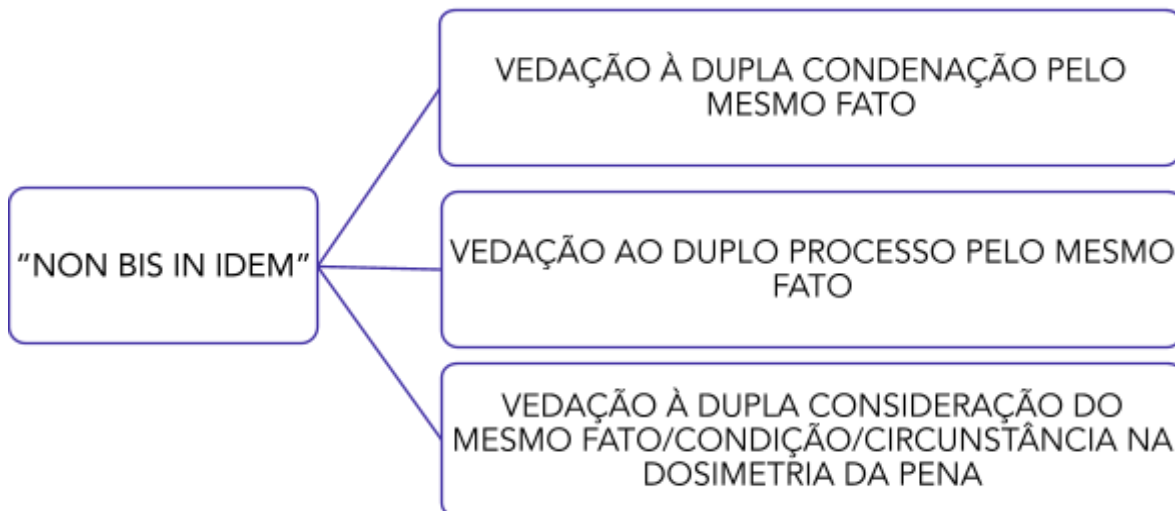 VEDAÇÃO À DUPLA CONDENAÇÃO PELO
MESMO FATO
“NON BIS IN IDEM”
VEDAÇÃO AO DUPLO PROCESSO PELO MESMO
FATO
VEDAÇÃO À DUPLA CONSIDERAÇÃO DO
MESMO FATO/CONDIÇÃO/CIRCUNSTÂNCIA NA
DOSIMETRIA DA PENA